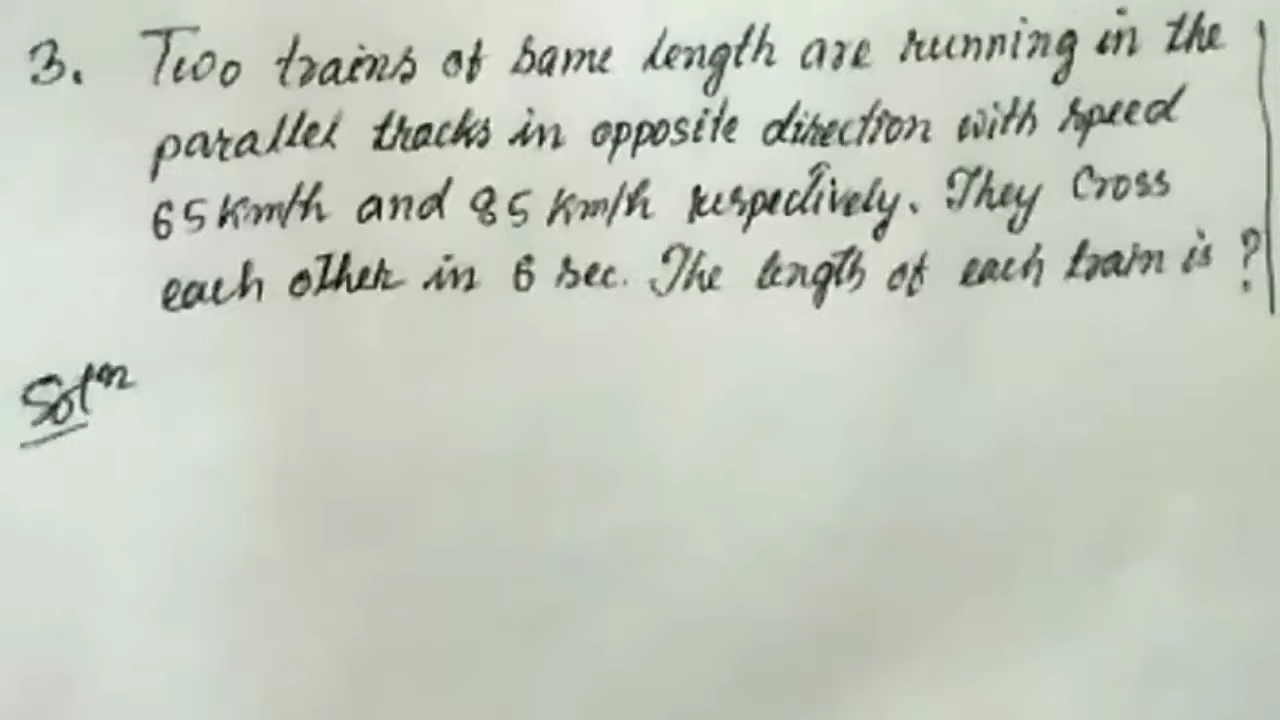 3. Two trains of same length are running in the
parallel tracks in opposite direction with speed
65 Km/h and 85 Km/h respectively. They Cross
each other in 6 sec. The length of each train is ?
Solⁿ